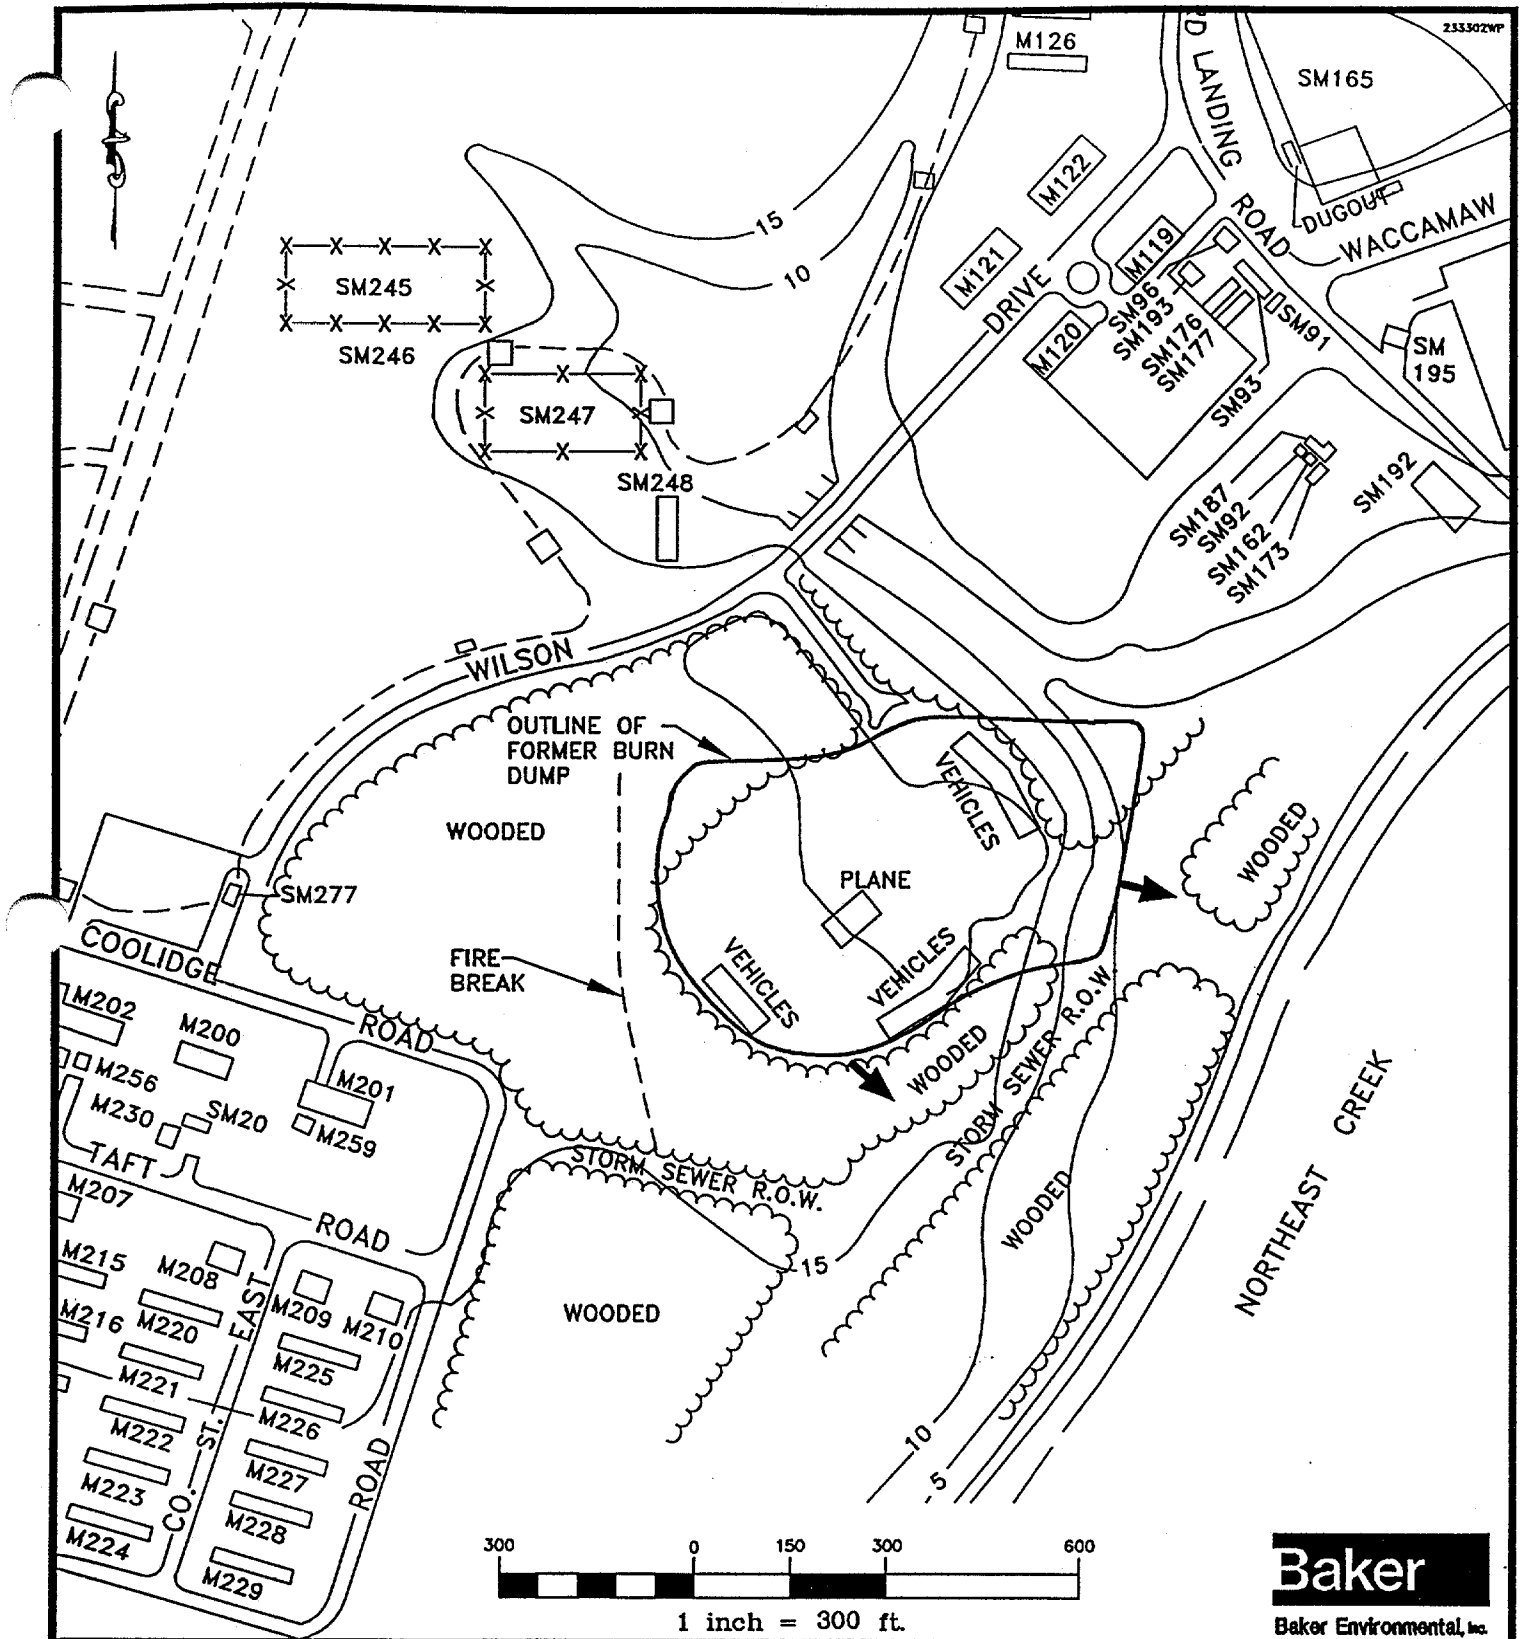 233302WP
M126
SM165
RD LANDING
ROAD
M122
DUGOUT
WACCAMAW
15
10
M121
M119
DRIVE
SM245
SM246
SM96
SM193
SM176
SM177
SM91
M120
SM
195
SM93
SM247
SM248
SM192
SM187
SM92
SM162
SM173
WILSON
OUTLINE OF
FORMER BURN
DUMP
VEHICLES
WOODED
WOODED
PLANE
SM277
COOLIDGE
ROAD
FIRE
BREAK
VEHICLES
VEHICLES
WOODED
STORM SEWER R.O.W
M202
M200
M256
M201
M230
SM20
M259
TAFT
ROAD
STORM SEWER R.O.W.
NORTHEAST CREEK
WOODED
M207
M215
M208
M216
M220
EAST
M209
M210
M221
M225
15
WOODED
M222
M226
CO. ST.
M223
M227
ROAD
10
5
M224
M228
M229
300 0 150 300 600
1 inch = 300 ft.
Baker
Baker Environmental, Inc.